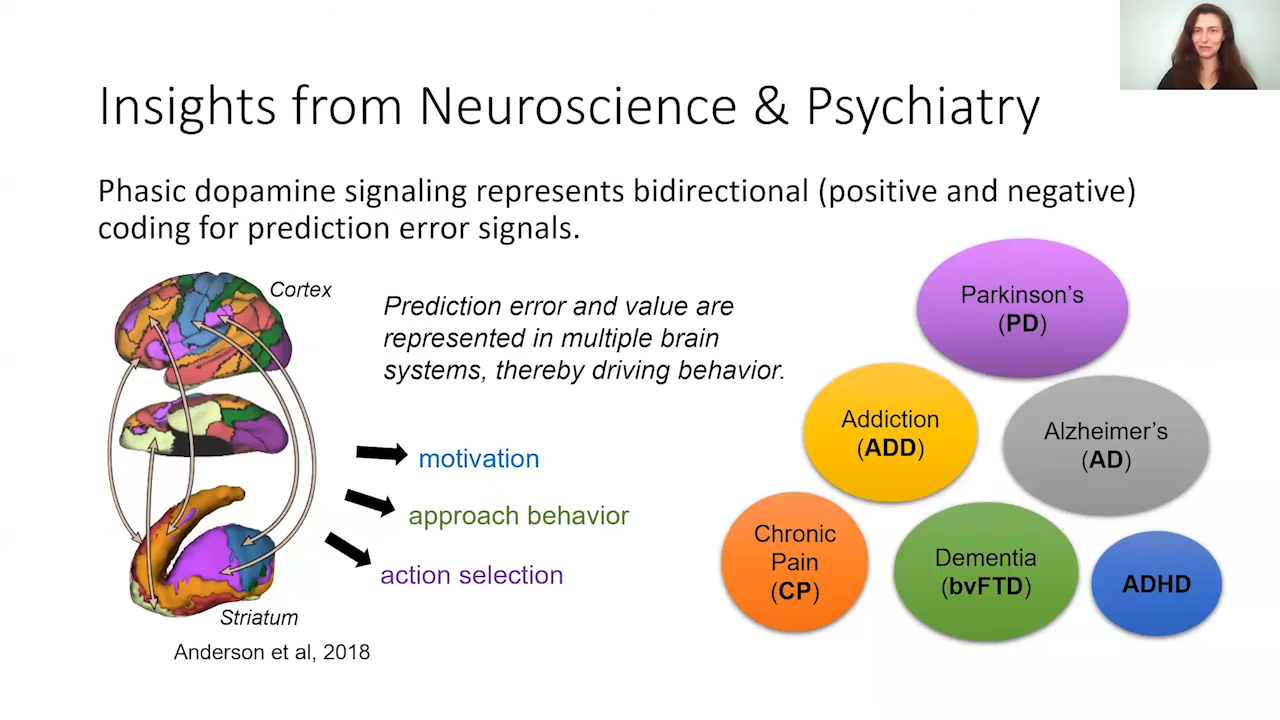 Insights from Neuroscience & Psychiatry
Phasic dopamine signaling represents bidirectional (positive and negative)
coding for prediction error signals.
Cortex
Prediction error and value are
represented in multiple brain
systems, thereby driving behavior.
motivation
approach behavior
action selection
Striatum
Anderson et al, 2018
Parkinson's
(PD)
Addiction
(ADD)
Alzheimer's
(AD)
Chronic
Pain
(CP)
Dementia
(bvFTD)
ADHD